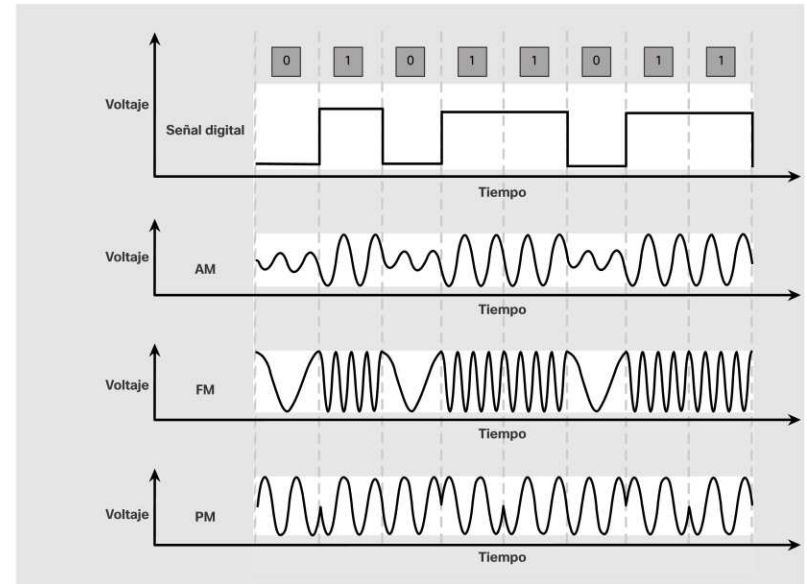 0 1 0 1 1 0 1 1
Voltaje
Señal digital
Tiempo
Voltaje
AM
Tiempo
Voltaje
FM
Tiempo
Voltaje
PM
Tiempo